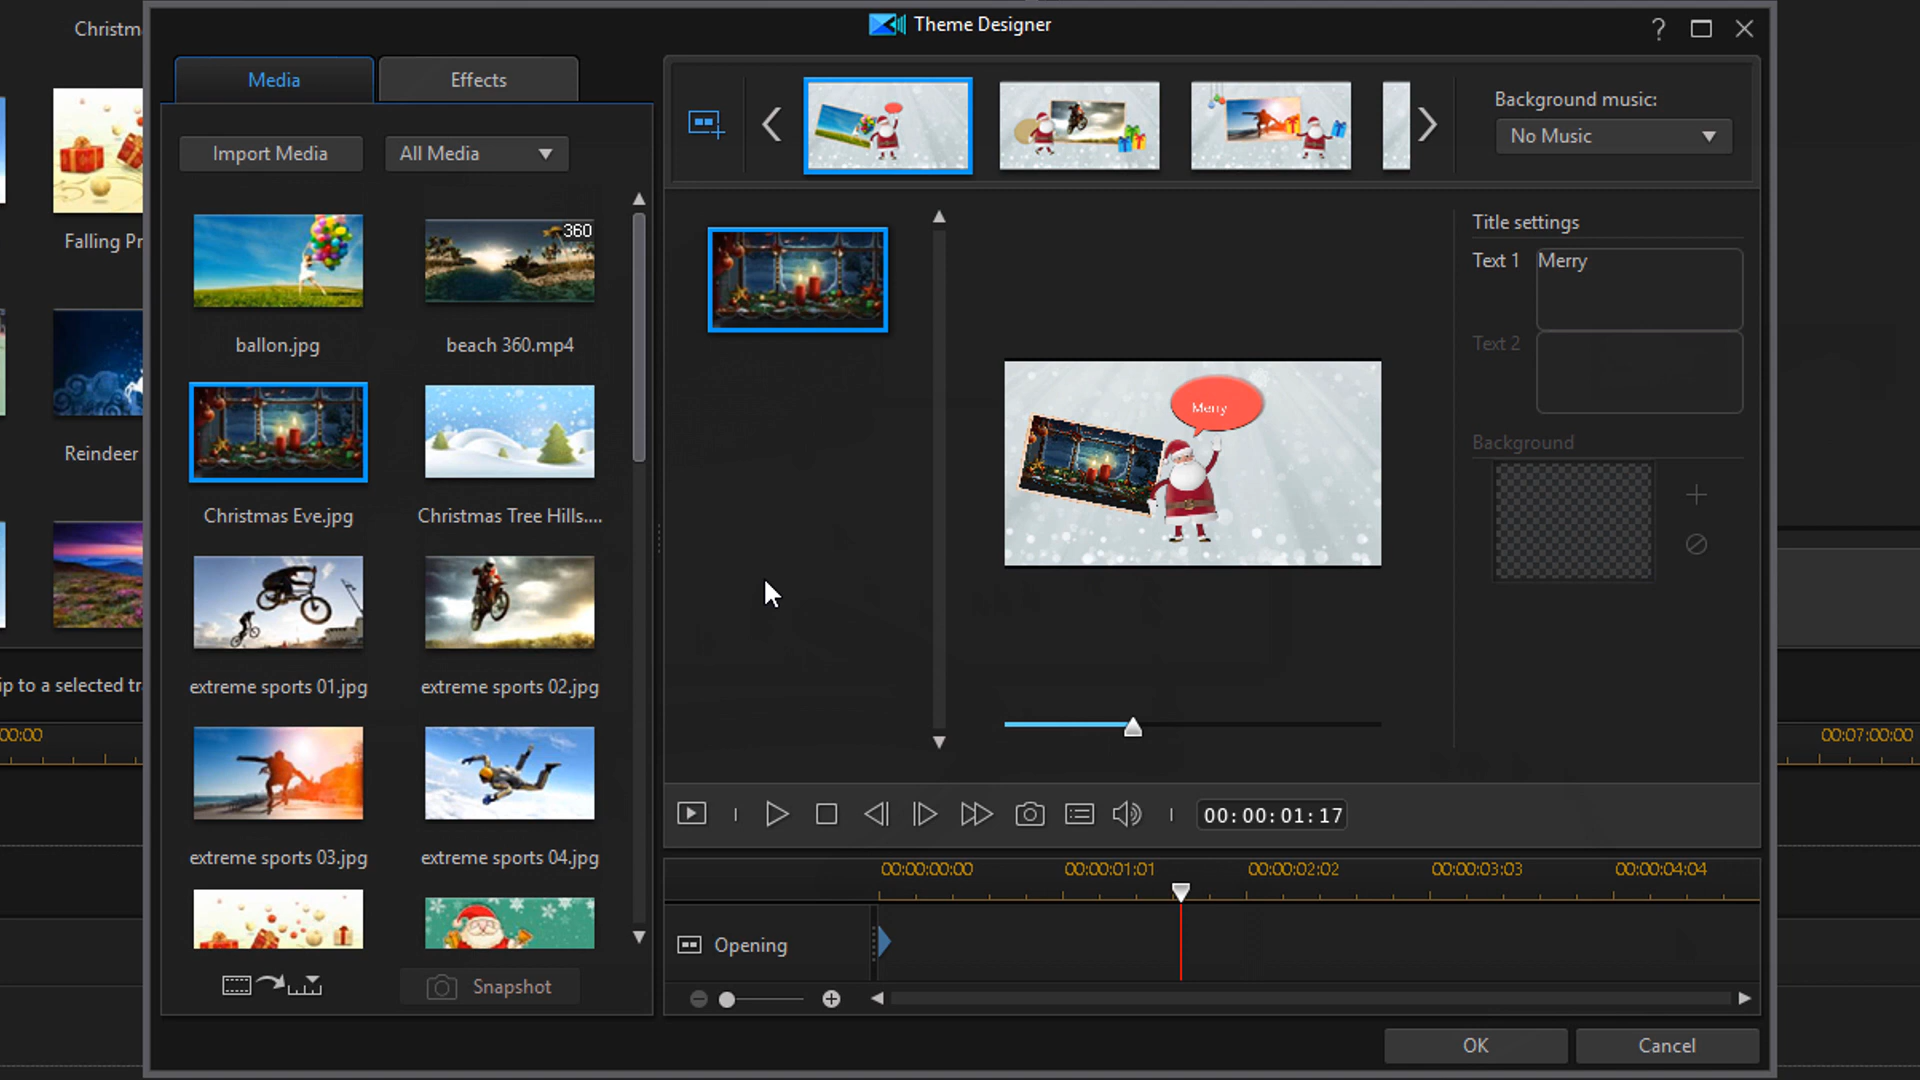 Theme Designer
?
Christm
Falling Pr
Reindeer
ip to a selected tr
00:00
00:07:00:00
Media
Effects
Import Media
All Media
ballon.jpg
360
beach 360.mp4
Christmas Eve.jpg
Christmas Tree Hills....
extreme sports 01.jpg
extreme sports 02.jpg
extreme sports 03.jpg
extreme sports 04.jpg
Snapshot
Background music:
No Music
Title settings
Text 1
Merry
Text 2
Background
Merry
00:00:01:17
00:00:00:00
00:00:01:01
00:00:02:02
00:00:03:03
00:00:04:04
Opening
OK
Cancel